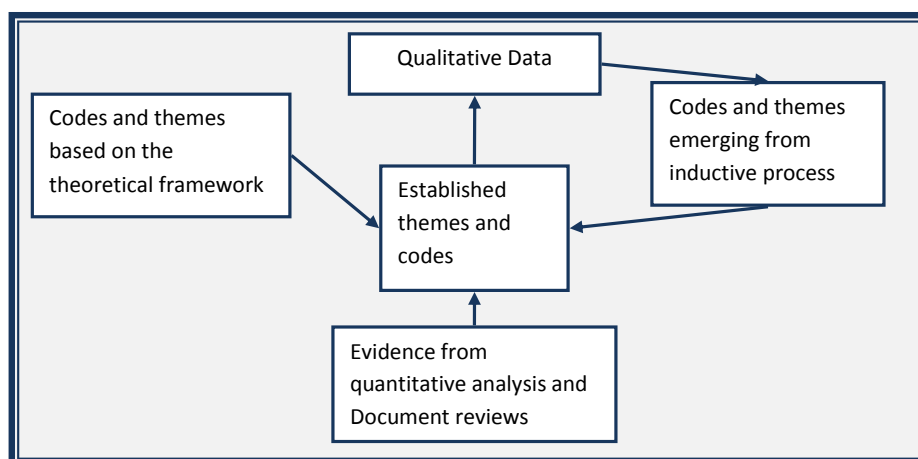 Qualitative Data
Codes and themes
based on the
theoretical framework
Codes and themes
emerging from
inductive process
Established
themes and
codes
Evidence from
quantitative analysis and
Document reviews